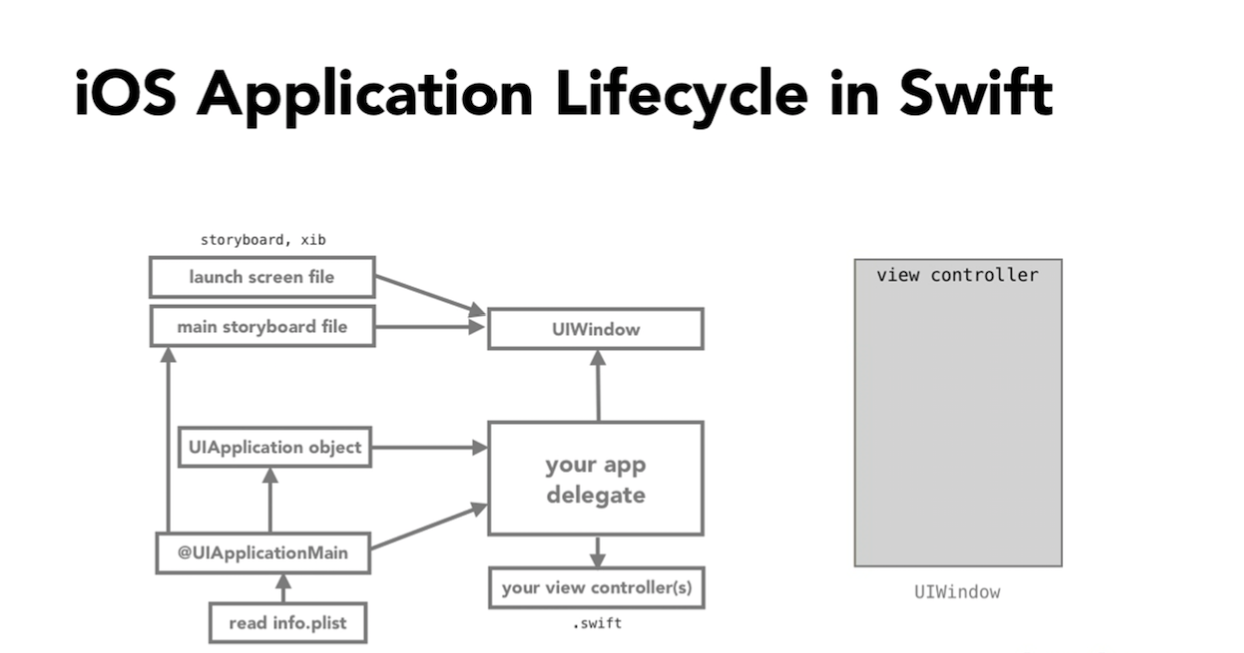 iOS Application Lifecycle in Swift
storyboard, xib
launch screen file
main storyboard file
UIWindow
UIApplication object
your app
delegate
@UIApplicationMain
your view controller(s)
.swift
read info.plist
view controller
UIWindow